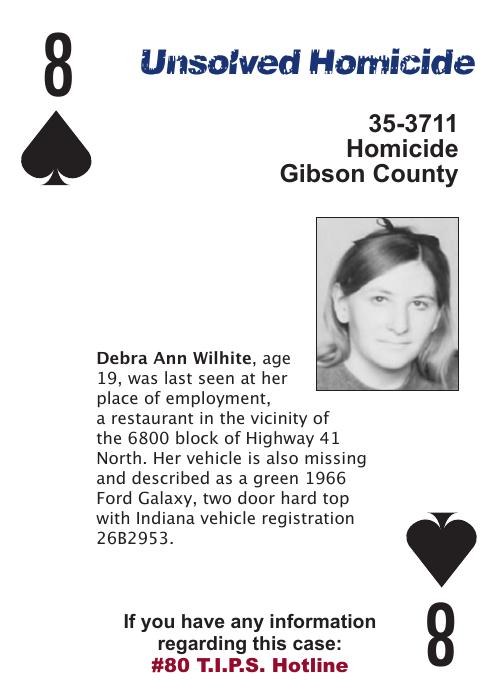 8
Unsolved Homicide
35-3711
Homicide
Gibson County
Debra Ann Wilhite, age
19, was last seen at her
place of employment,
a restaurant in the vicinity of
the 6800 block of Highway 41
North. Her vehicle is also missing
and described as a green 1966
Ford Galaxy, two door hard top
with Indiana vehicle registration
26B2953.
If you have any information
regarding this case:
#80 T.I.P.S. Hotline
8